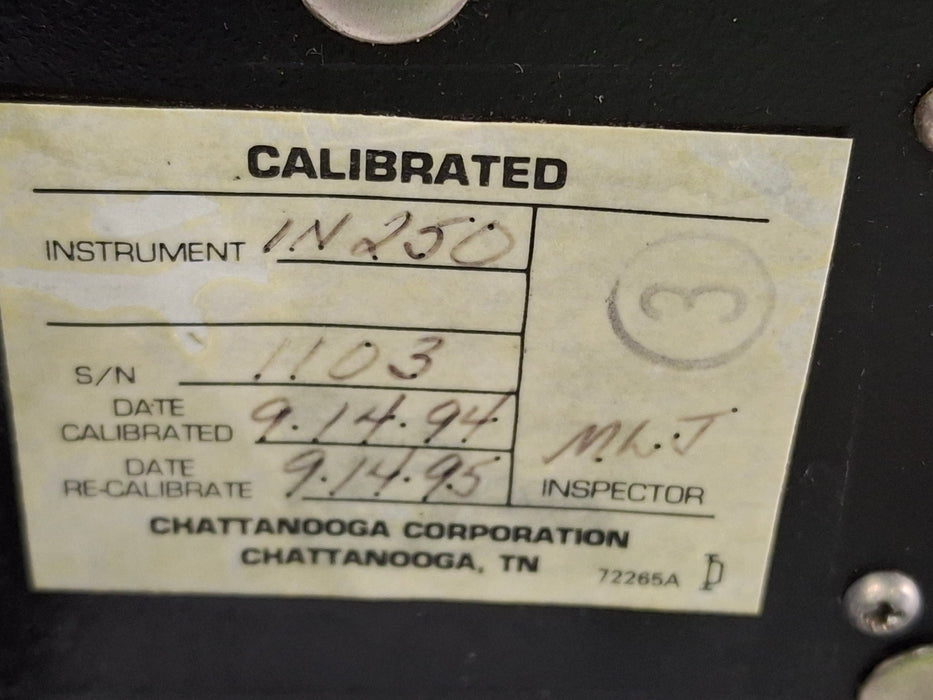 CALIBRATED
INSTRUMENT 1N250
3
S/N 1103
DATE CALIBRATED 9.14.94
DATE RE-CALIBRATE 9.14.95
M.L.J
INSPECTOR
CHATTANOOGA CORPORATION
CHATTANOOGA, TN
72265A